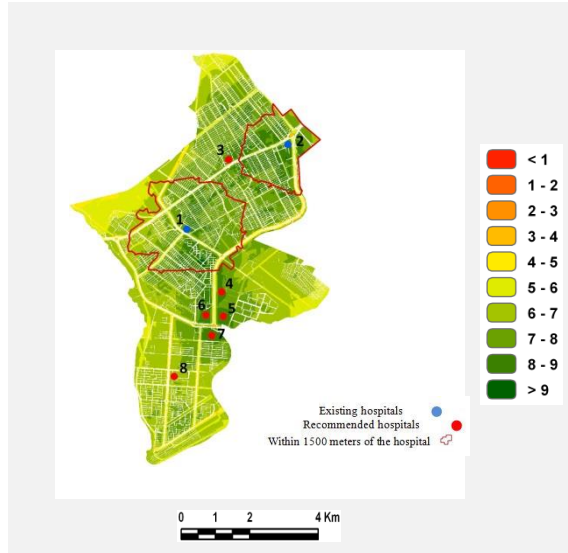 2
3
1
4
6
5
7
8
< 1
1 - 2
2 - 3
3 - 4
4 - 5
5 - 6
6 - 7
7 - 8
8 - 9
> 9
Existing hospitals
Recommended hospitals
Within 1500 meters of the hospital
0 1 2 4 Km